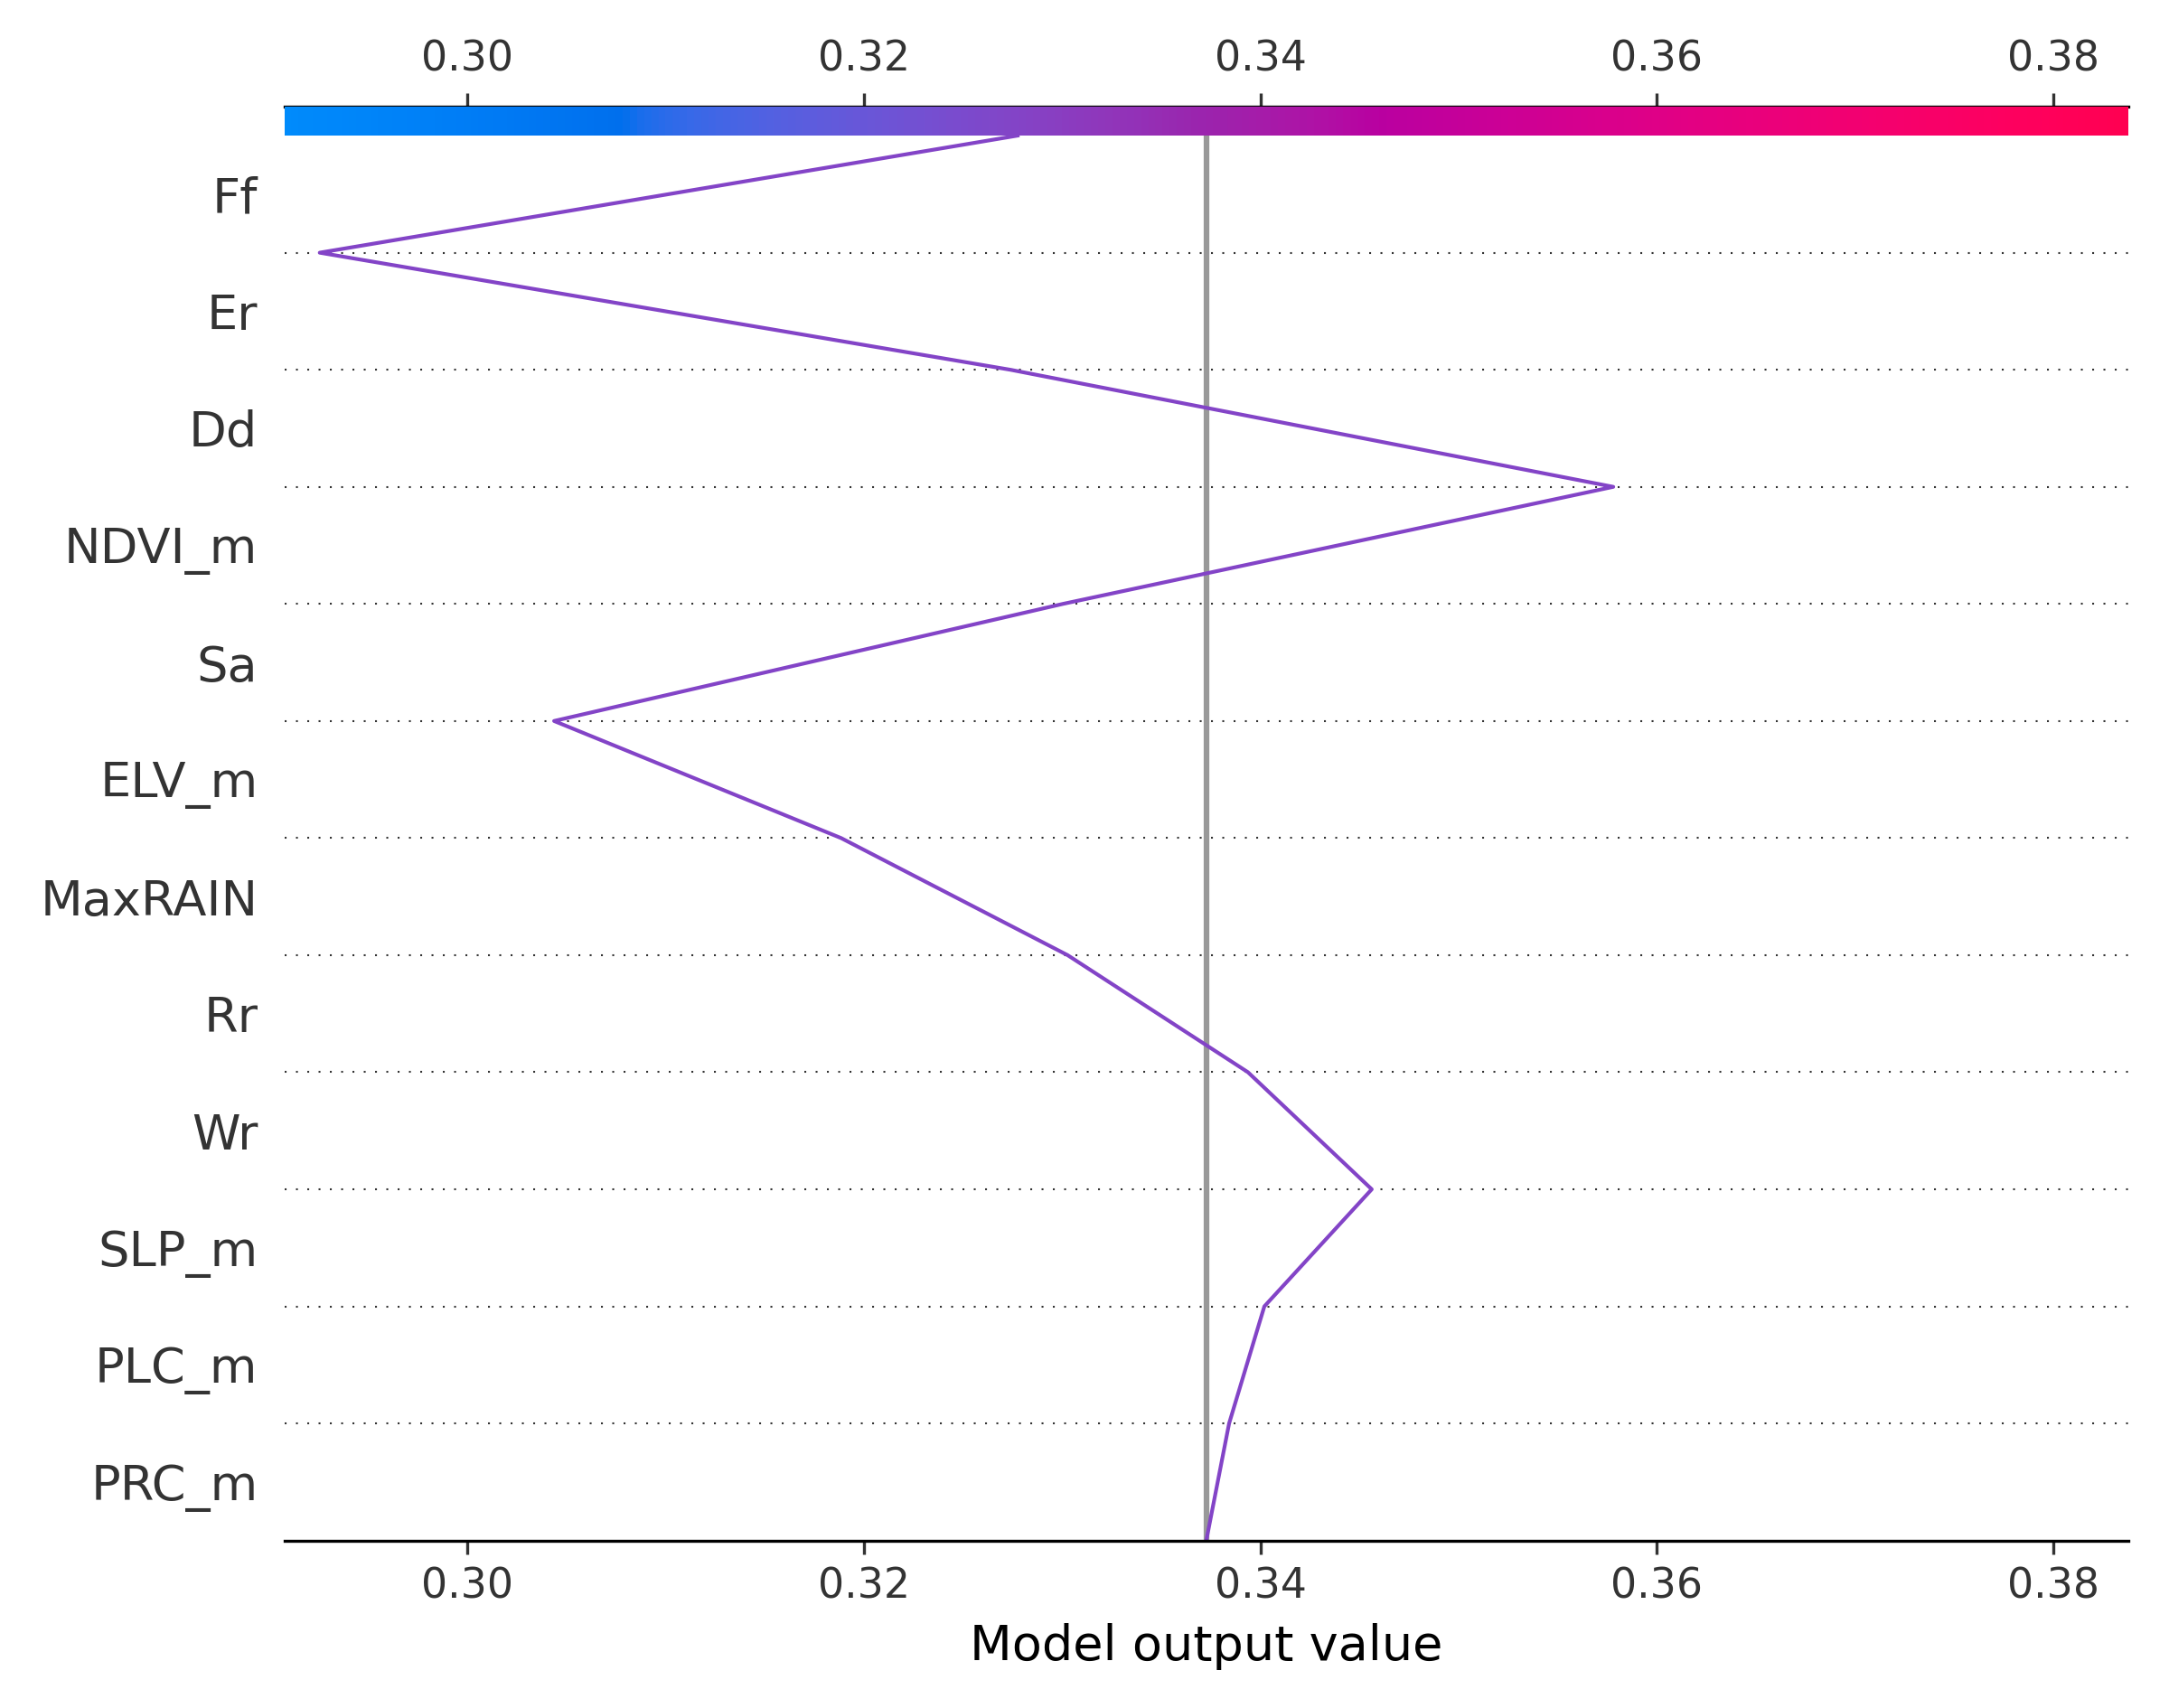 0.30 0.32 0.34 0.36 0.38
Ff
Er
Dd
NDVI_m
Sa
ELV_m
MaxRAIN
Rr
Wr
SLP_m
PLC_m
PRC_m
0.30 0.32 0.34 0.36 0.38
Model output value